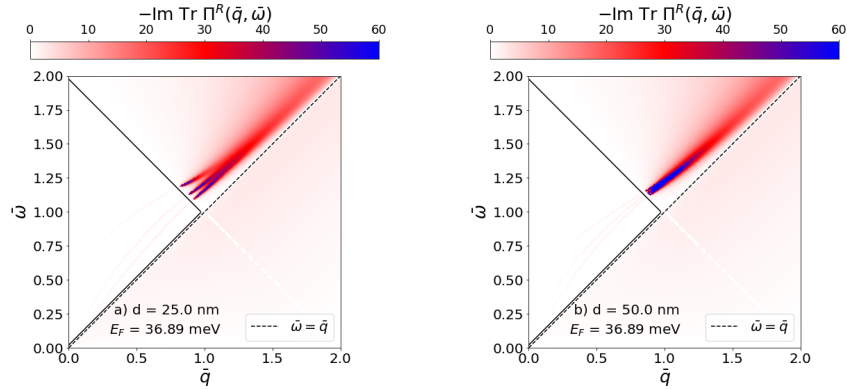 −Im Tr Π^R(q̄, ω̄)
0 10 20 30 40 50 60
2.00
1.75
1.50
1.25
1.00
0.75
0.50
0.25
0.00
ω̄
a) d = 25.0 nm
E_F = 36.89 meV
ω̄ = q̄
0.0 0.5 1.0 1.5 2.0
q̄
−Im Tr Π^R(q̄, ω̄)
0 10 20 30 40 50 60
2.00
1.75
1.50
1.25
1.00
0.75
0.50
0.25
0.00
ω̄
b) d = 50.0 nm
E_F = 36.89 meV
ω̄ = q̄
0.0 0.5 1.0 1.5 2.0
q̄